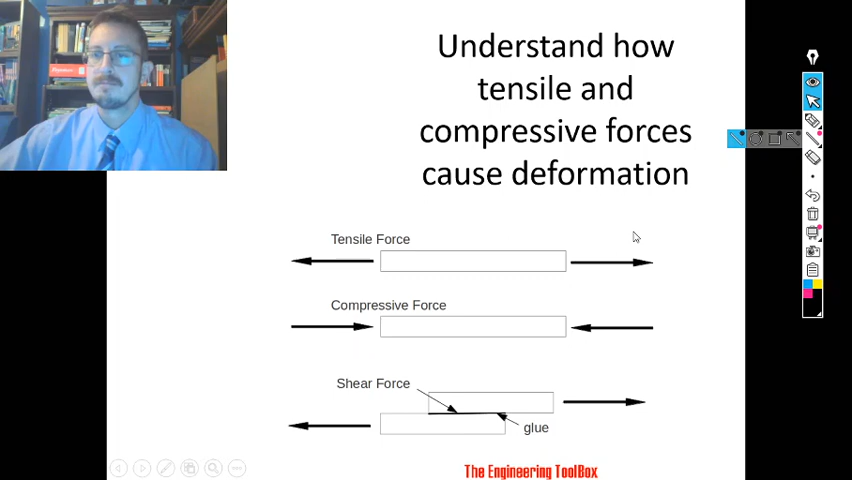 Understand how
tensile and
compressive forces
cause deformation
Tensile Force
Compressive Force
Shear Force
glue
The Engineering ToolBox